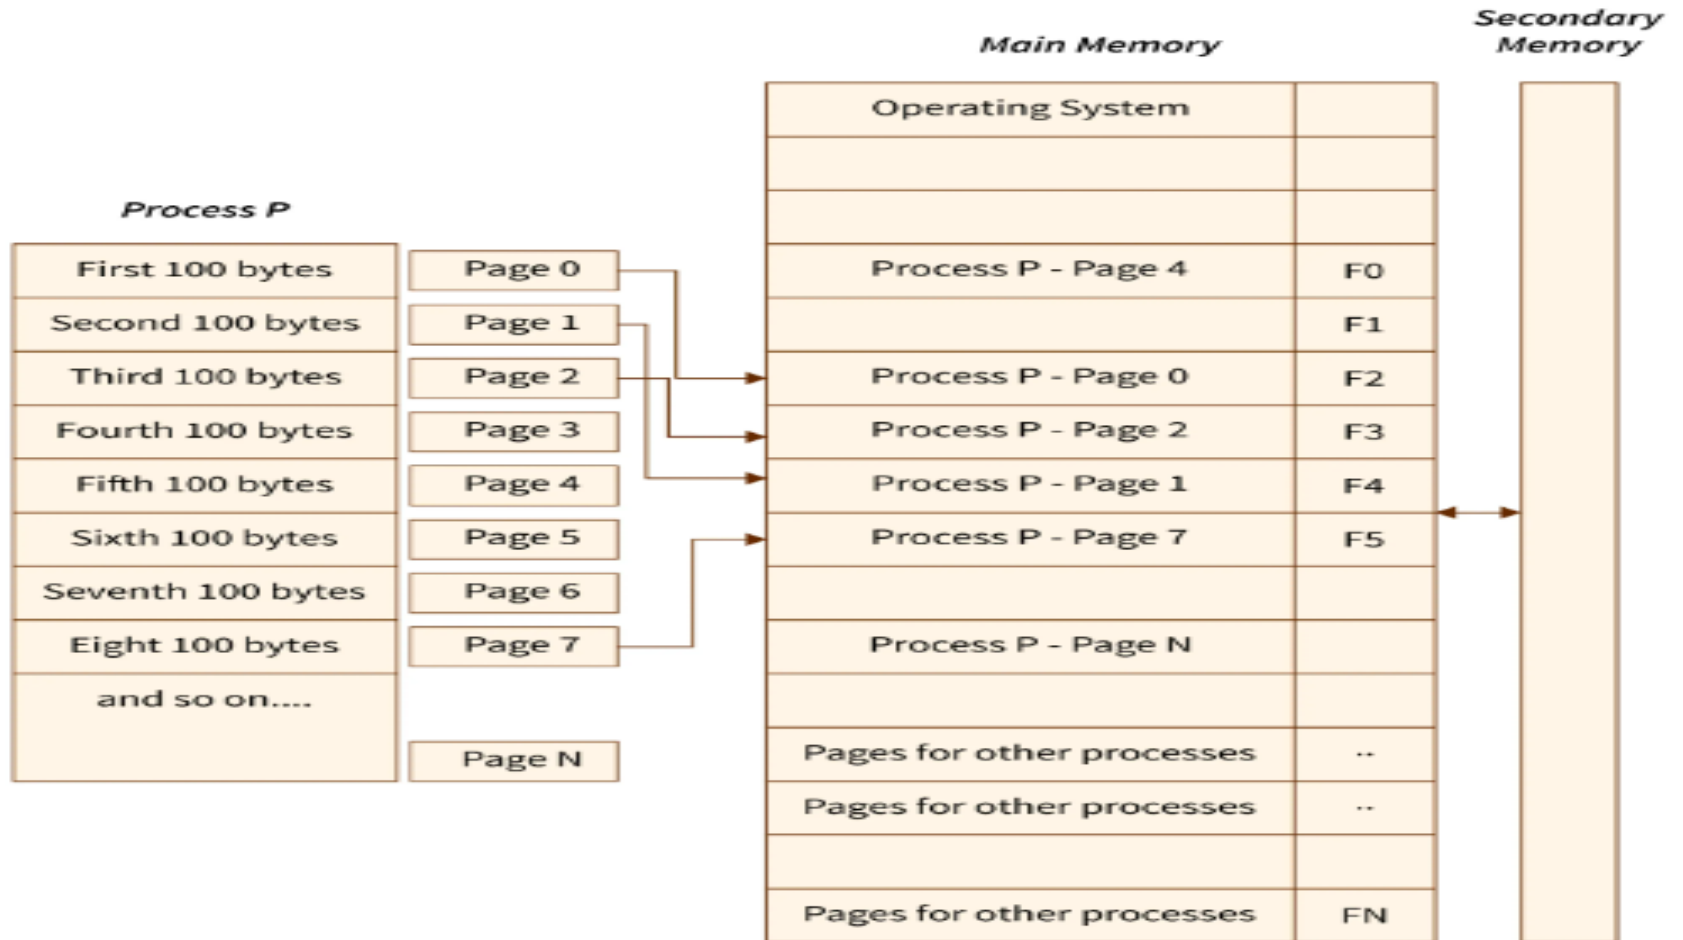 Secondary
Memory
Main Memory
Operating System
Process P
First 100 bytes Page 0 Process P - Page 4 F0
Second 100 bytes Page 1 F1
Third 100 bytes Page 2 Process P - Page 0 F2
Fourth 100 bytes Page 3 Process P - Page 2 F3
Fifth 100 bytes Page 4 Process P - Page 1 F4
Sixth 100 bytes Page 5 Process P - Page 7 F5
Seventh 100 bytes Page 6
Eight 100 bytes Page 7 Process P - Page N
and so on....
Pages for other processes ..
Page N
Pages for other processes ..
Pages for other processes FN